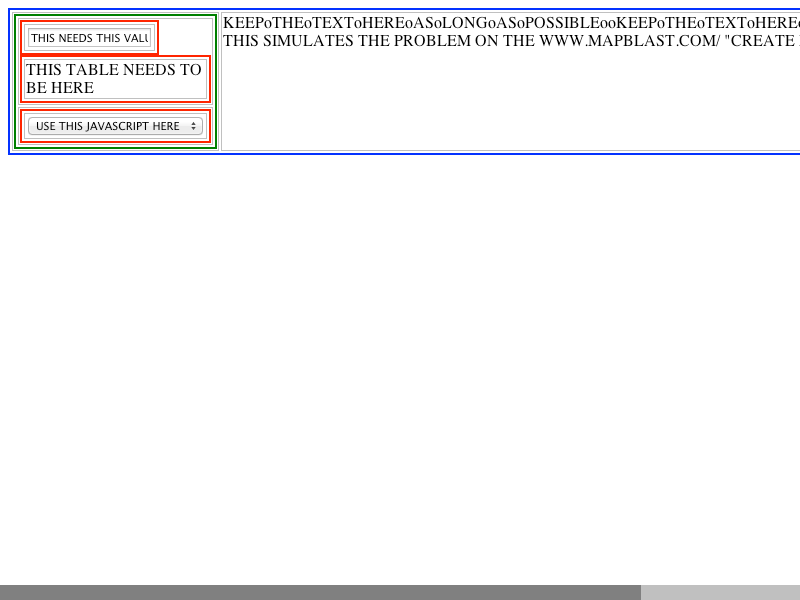 THIS NEEDS THIS VALU
THIS TABLE NEEDS TO
BE HERE
USE THIS JAVASCRIPT HERE
KEEPoTHEoTEXToHEREoASoLONGoASoPOSSIBLEooKEEPoTHEoTEXToHEREo
THIS SIMULATES THE PROBLEM ON THE WWW.MAPBLAST.COM/ "CREATE